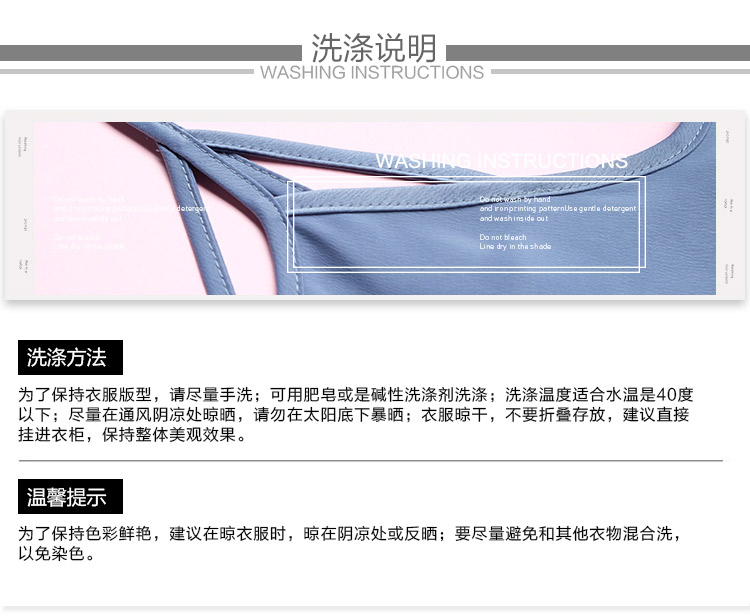 洗涤说明
WASHING INSTRUCTIONS
WASHING INSTRUCTIONS
Do not wash by hand
and ironprinting patternUse gentle detergent
and wash inside out
Do not bleach
Line dry in the shade
洗涤方法
为了保持衣服版型，请尽量手洗；可用肥皂或是碱性洗涤剂洗涤；洗涤温度适合水温是40度
以下；尽量在通风阴凉处晾晒，请勿在太阳底下暴晒；衣服晾干，不要折叠存放，建议直接
挂进衣柜，保持整体美观效果。
温馨提示
为了保持色彩鲜艳，建议在晾衣服时，晾在阴凉处或反晒；要尽量避免和其他衣物混合洗，
以免染色。